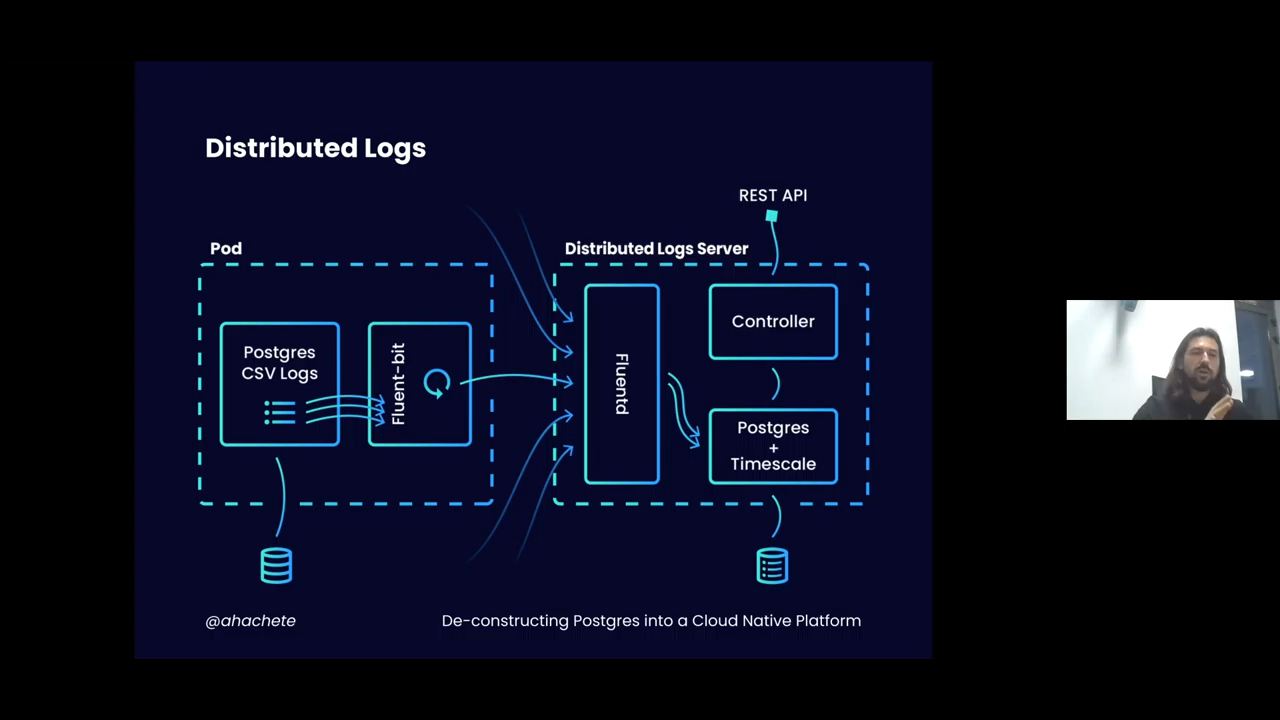 Distributed Logs
REST API
Pod
Distributed Logs Server
Postgres
CSV Logs
Fluent-bit
Fluentd
Controller
Postgres
+
Timescale
@ahachete
De-constructing Postgres into a Cloud Native Platform